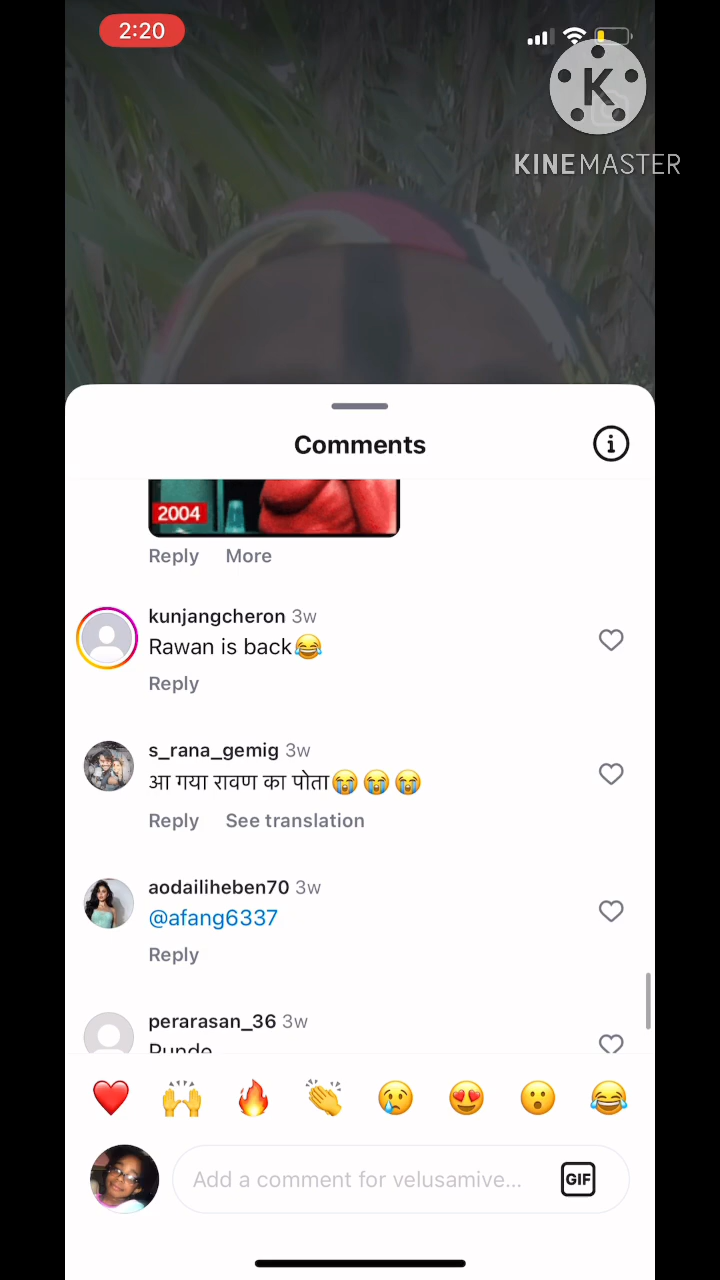 2:20
K
KINEMASTER
Comments
2004
Reply More
kunjangcheron 3w
Rawan is back😂
Reply
s_rana_gemig 3w
आ गया रावण का पोता😭😭😭
Reply See translation
aodailiheben70 3w
@afang6337
Reply
perarasan_36 3w
Punde
Add a comment for velusamive...
GIF